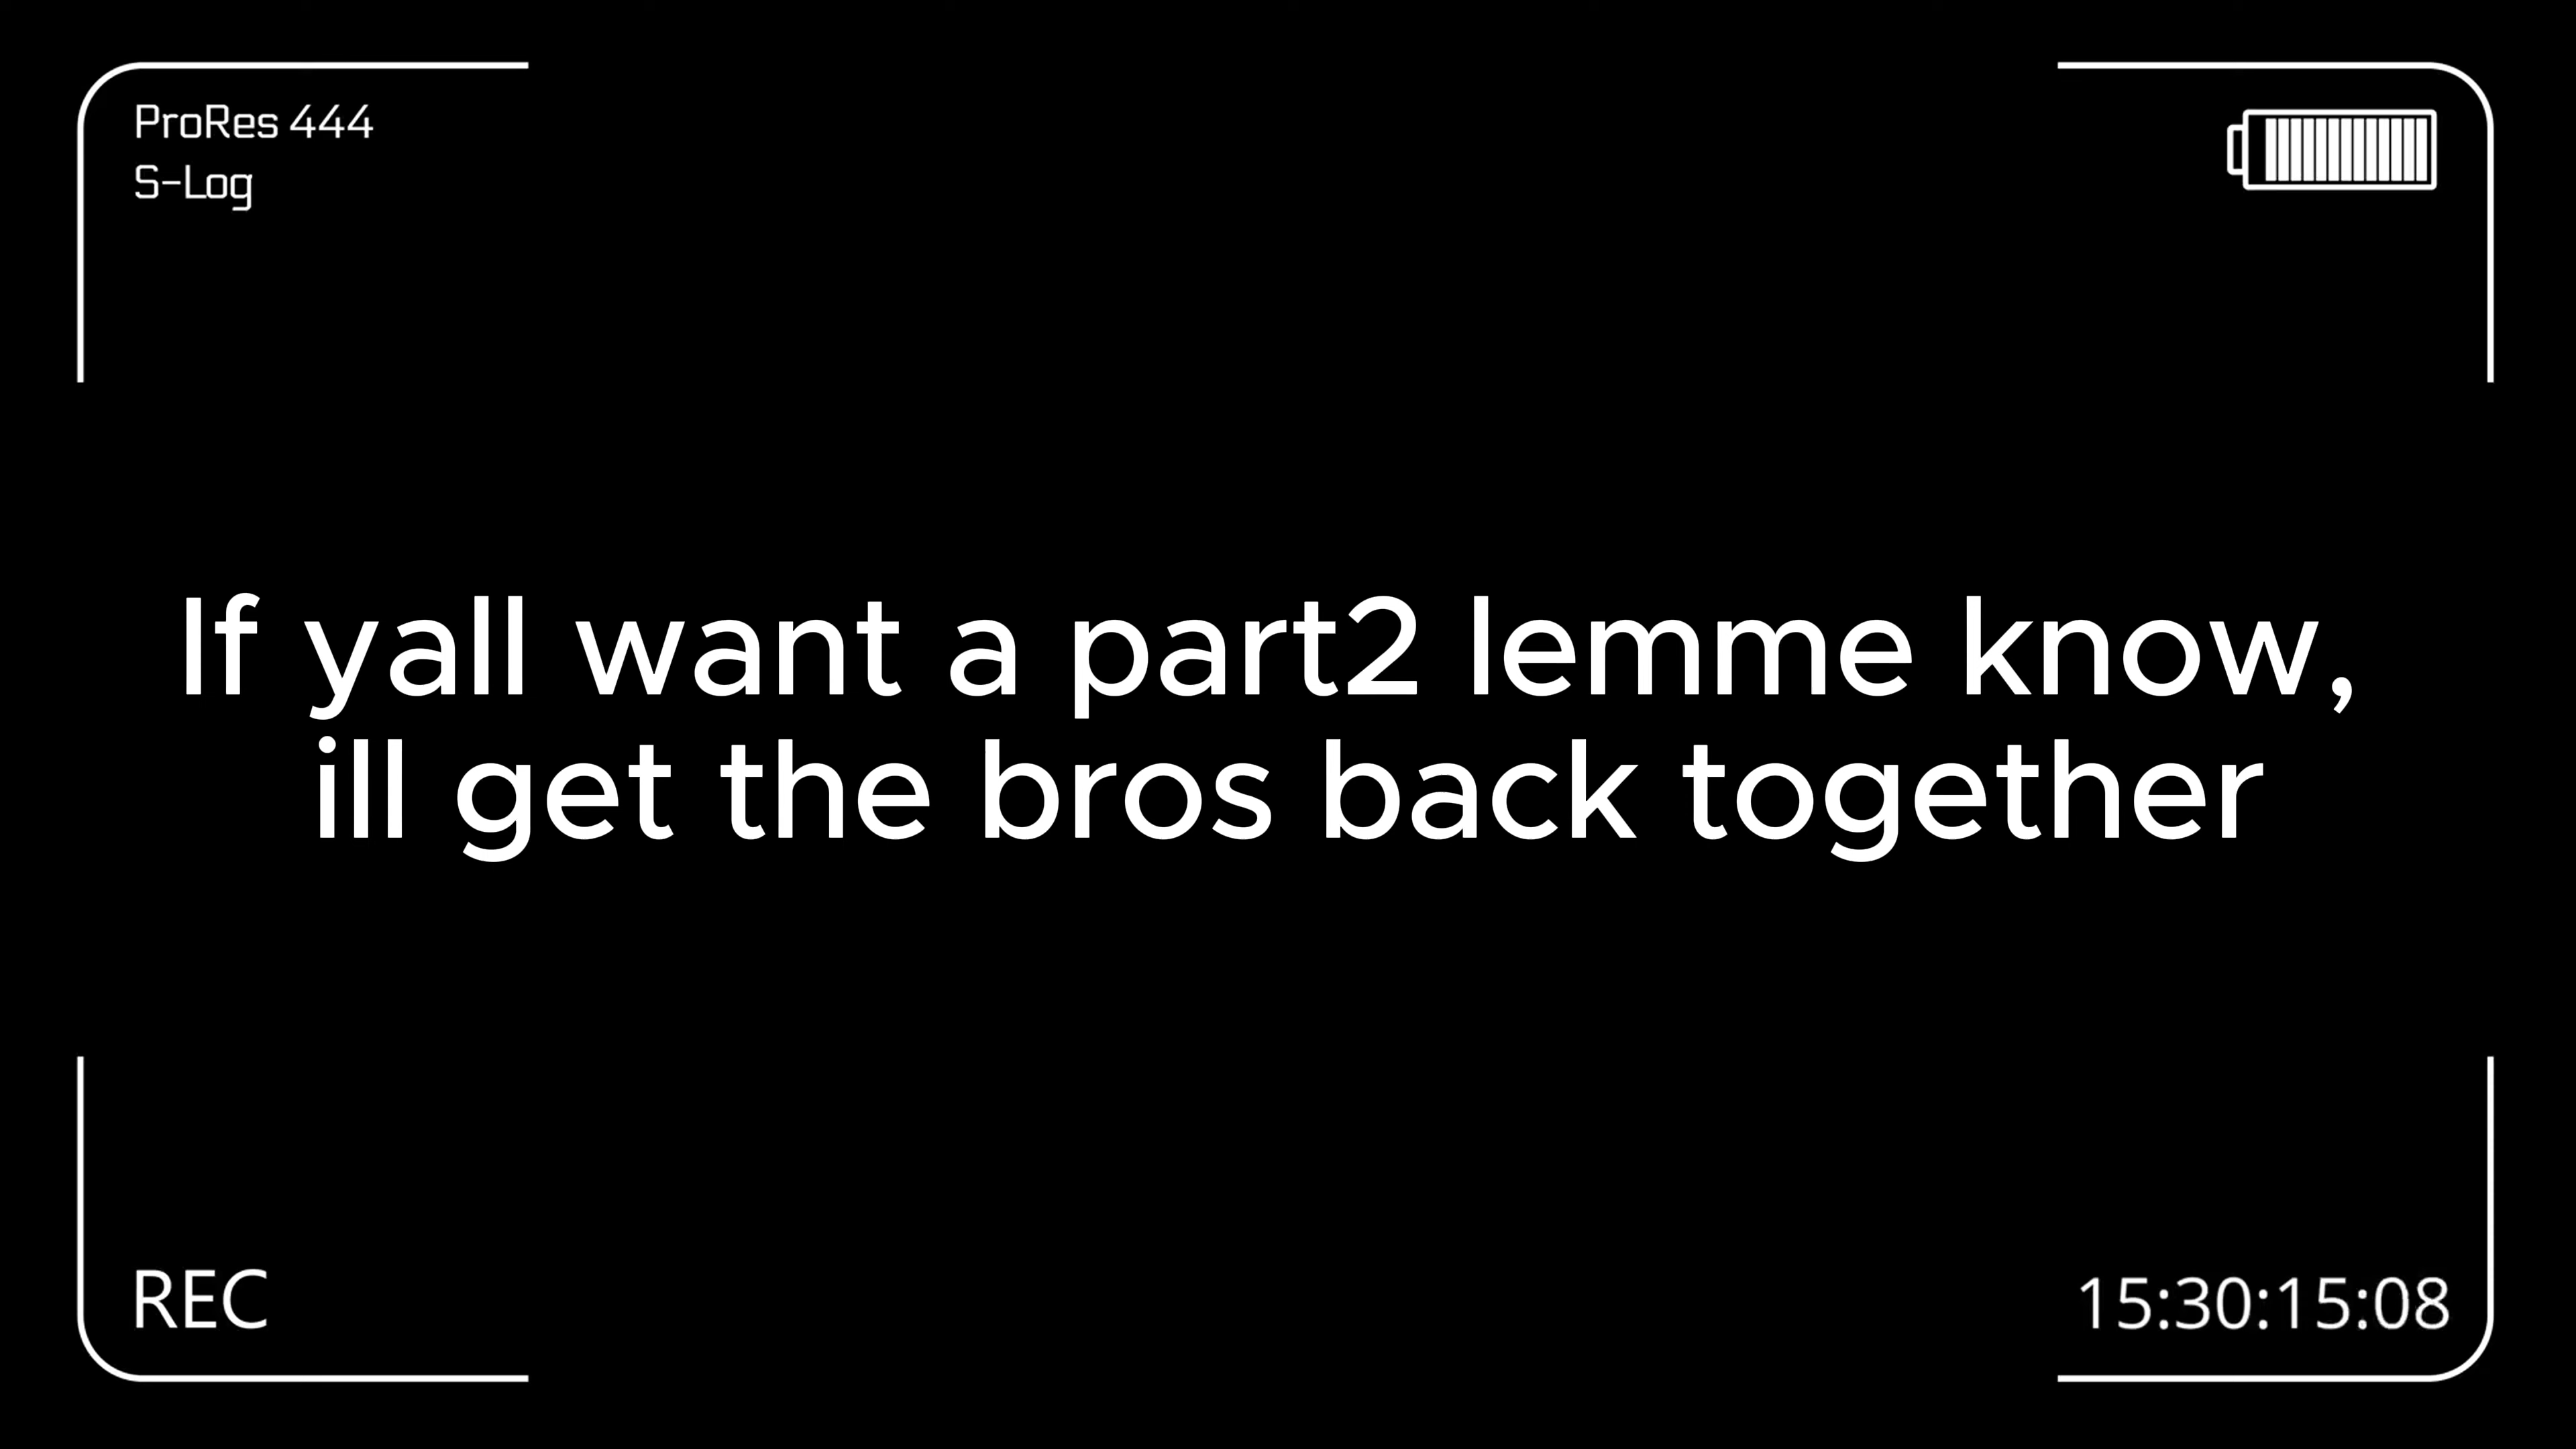 ProRes 444
S-Log
If yall want a part2 lemme know,
ill get the bros back together
REC
15:30:15:08